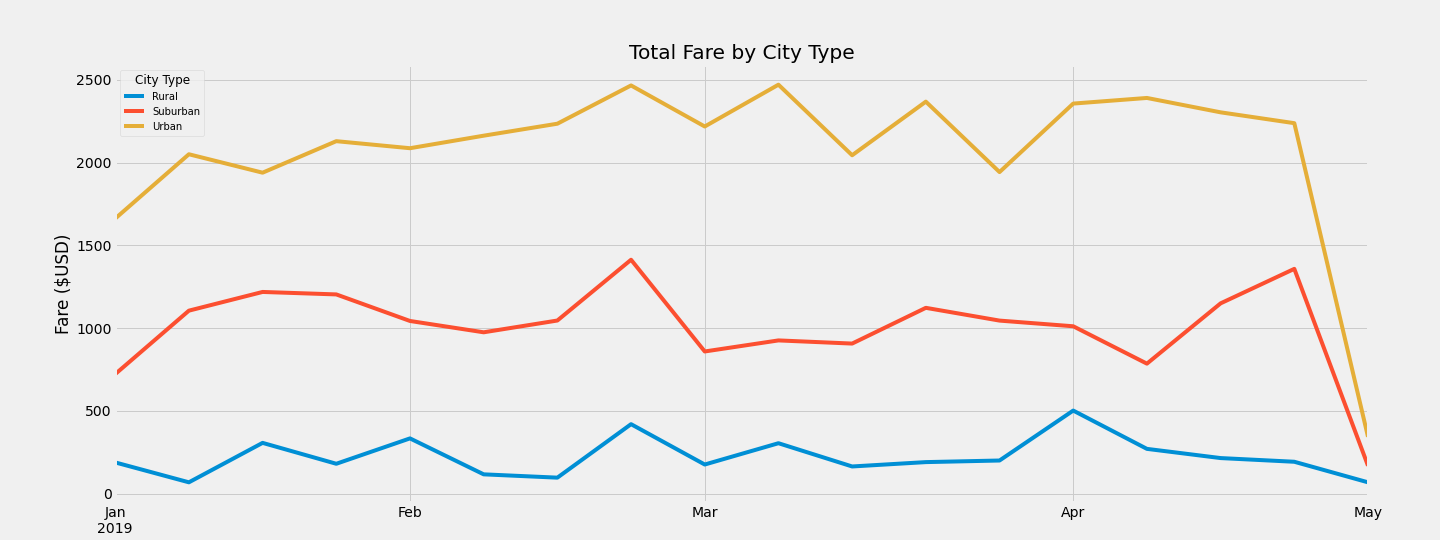 Total Fare by City Type
City Type
Rural
Suburban
Urban
Fare ($USD)
2500
2000
1500
1000
500
0
Jan Feb Mar Apr May
2019